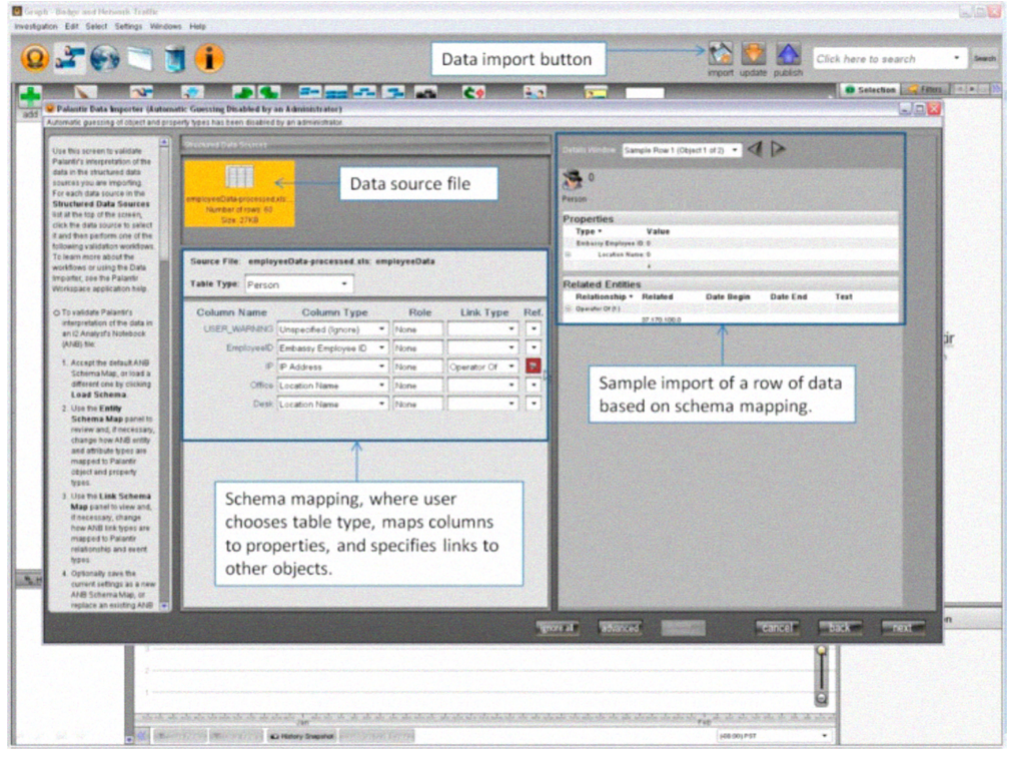 Graph - Badge and Network Traffic
Investigation Edit Select Settings Windows Help
Data import button
import update publish
Click here to search
Search
add
Selection
Filters
Palantir Data Importer (Automatic Guessing Disabled by an Administrator)
Automatic guessing of object and property types has been disabled by an administrator.
Use this screen to validate
Palantir's interpretation of the
data in the structured data
sources you are importing.
For each data source in the
Structured Data Sources
list at the top of the screen,
click the data source to select
it and then perform one of the
following validation workflows.
To learn more about the
workflows or using the Data
Importer, see the Palantir
Workspace application help.
To validate Palantir's
interpretation of the data in
an i2 Analyst's Notebook
(ANB) file:
1. Accept the default ANB
Schema Map, or load a
different one by clicking
Load Schema.
2. Use the Entity
Schema Map panel to
review and, if necessary,
change how ANB entity
and attribute types are
mapped to Palantir
object and property
types.
3. Use the Link Schema
Map panel to view and,
if necessary, change
how ANB link types are
mapped to Palantir
relationship and event
types.
4. Optionally save the
current settings as a new
ANB Schema Map, or
replace an existing ANB
Structured Data Sources
employeeData-processed.xls:...
Number of rows: 60
Size: 27KB
Data source file
Source File: employeeData-processed.xls: employeeData
Table Type: Person
Column Name Column Type Role Link Type Ref.
USER_WARNING Unspecified (Ignore) None
EmployeeID Embassy Employee ID None
IP IP Address None Operator Of
Office Location Name None
Desk Location Name None
Schema mapping, where user
chooses table type, maps columns
to properties, and specifies links to
other objects.
Details Window Sample Row 1 (Object 1 of 2)
0
Person
Properties
Type Value
Embassy Employee ID 0
Location Name 0
Related Entities
Relationship Related Date Begin Date End Text
Operator Of (1)
37.170.100.0
Sample import of a row of data
based on schema mapping.
ignore all advanced cancel back next
History Snapshot
(-08:00) PST